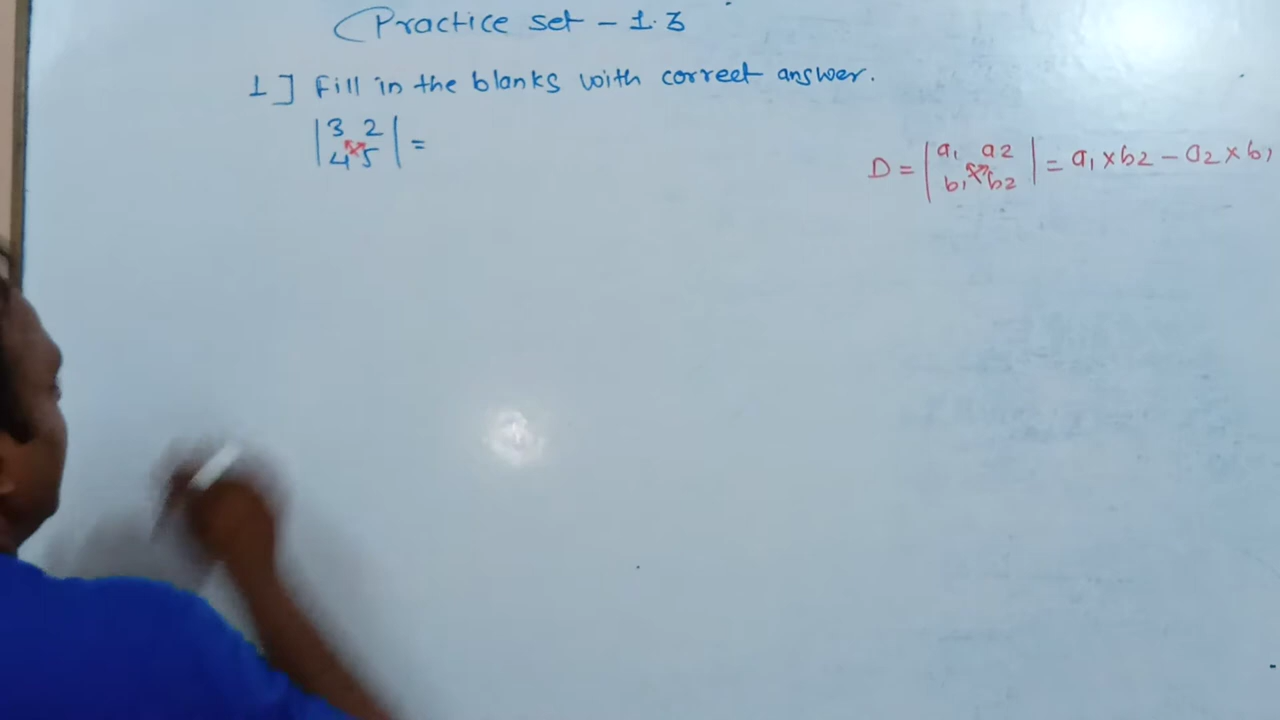 Practice set - 1.3
1] Fill in the blanks with correct answer.
|3 2|
|4 5| =
D = |a1 a2|
|b1 b2| = a1 × b2 - a2 × b1